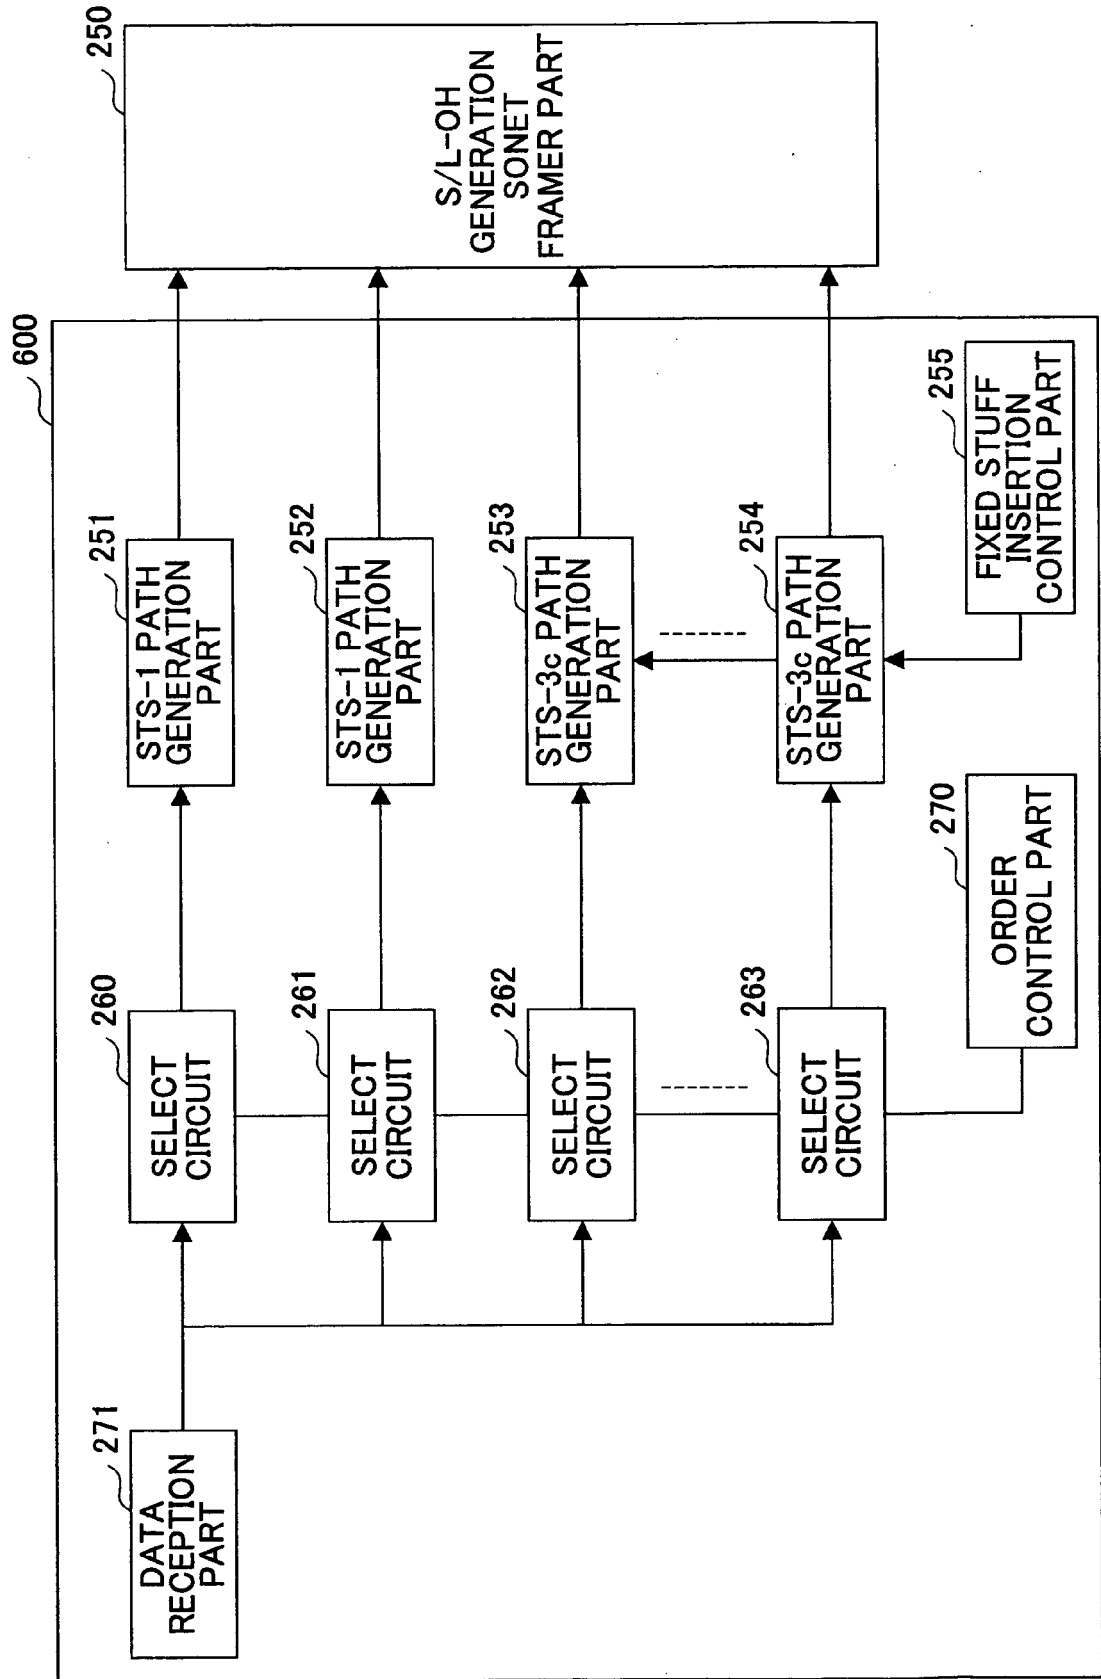 600
271
DATA
RECEPTION
PART
260
SELECT
CIRCUIT
261
SELECT
CIRCUIT
262
SELECT
CIRCUIT
263
SELECT
CIRCUIT
270
ORDER
CONTROL PART
251
STS-1 PATH
GENERATION
PART
252
STS-1 PATH
GENERATION
PART
253
STS-3c PATH
GENERATION
PART
254
STS-3c PATH
GENERATION
PART
255
FIXED STUFF
INSERTION
CONTROL PART
250
S/L-OH
GENERATION
SONET
FRAMER PART